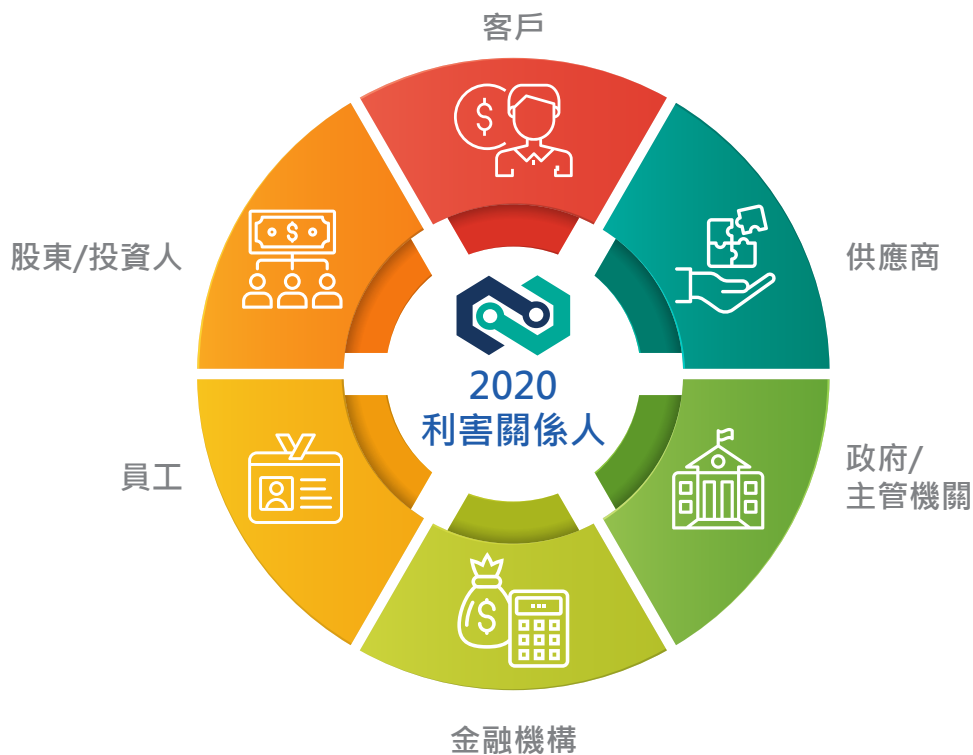 客戶
股東/投資人
供應商
2020
利害關係人
員工
政府/
主管機關
金融機構